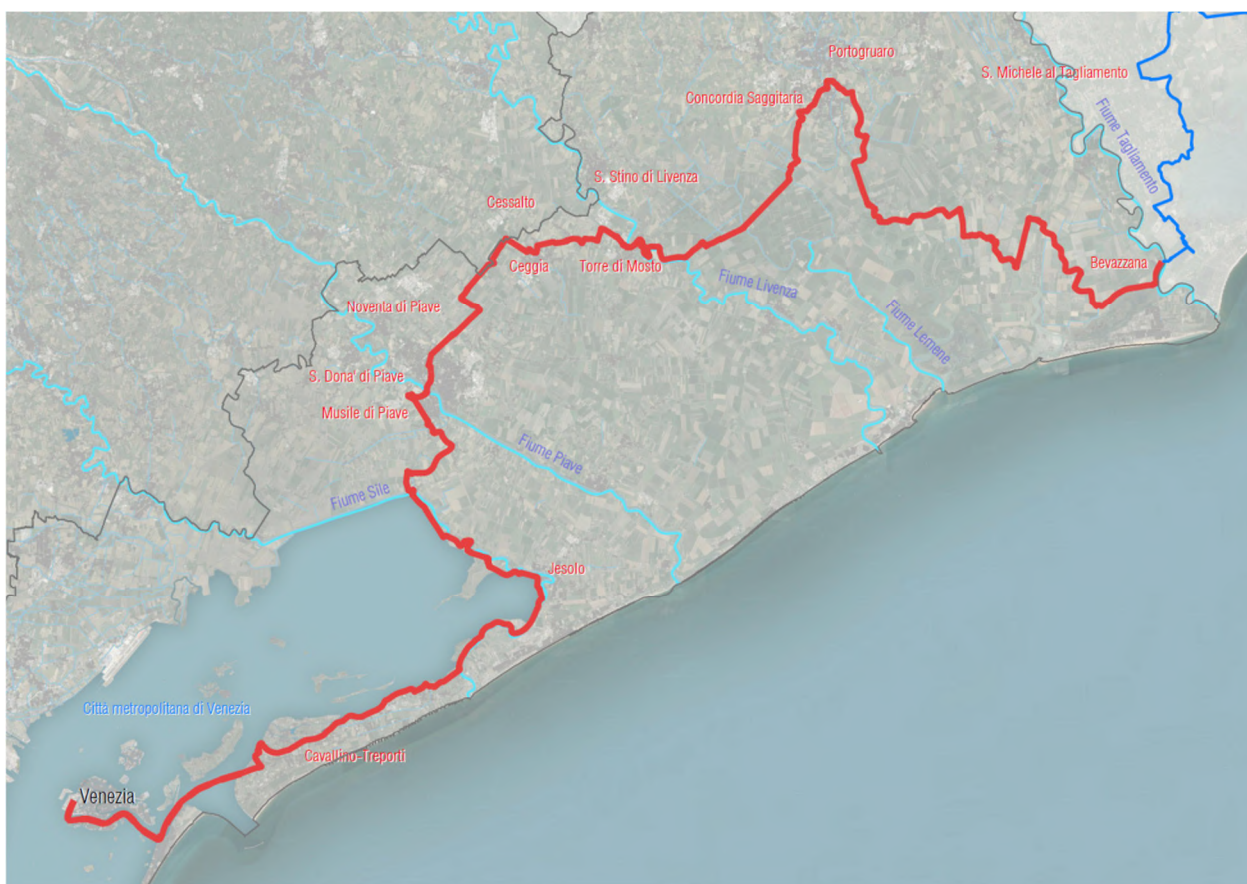 Portogruaro
S. Michele al Tagliamento
Concordia Saggitaria
Fiume Tagliamento
S. Stino di Livenza
Cessalto
Ceggia
Torre di Mosto
Bevazzana
Fiume Livenza
Noventa di Piave
Fiume Lemene
S. Dona' di Piave
Musile di Piave
Fiume Piave
Fiume Sile
Jesolo
Città metropolitana di Venezia
Cavallino-Treporti
Venezia